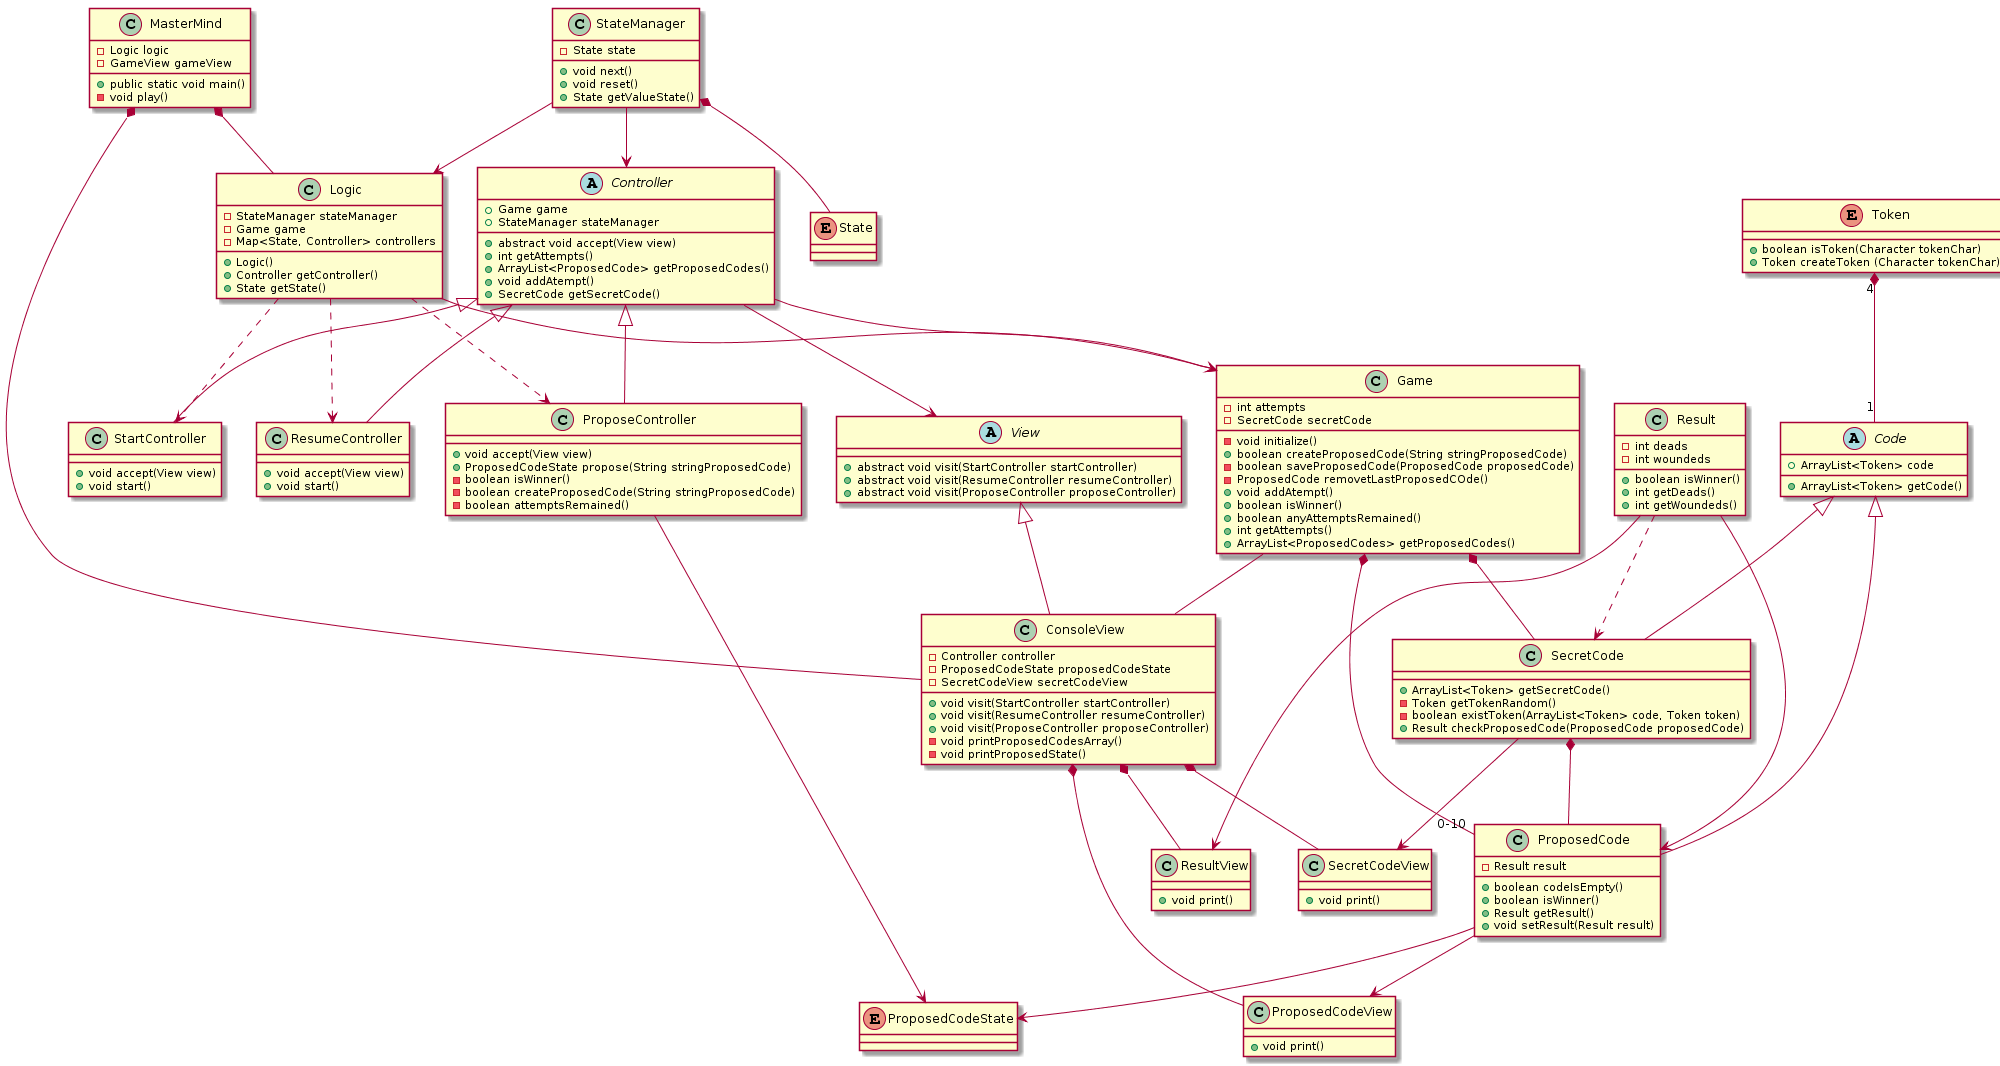 C MasterMind
Logic logic
GameView gameView
public static void main()
void play()
C StateManager
State state
void next()
void reset()
State getValueState()
C Logic
StateManager stateManager
Game game
Map<State, Controller> controllers
Logic()
Controller getController()
State getState()
A Controller
Game game
StateManager stateManager
abstract void accept(View view)
int getAttempts()
ArrayList<ProposedCode> getProposedCodes()
void addAtempt()
SecretCode getSecretCode()
E State
E Token
boolean isToken(Character tokenChar)
Token createToken (Character tokenChar)
4
1
C StartController
void accept(View view)
void start()
C ResumeController
void accept(View view)
void start()
C ProposeController
void accept(View view)
ProposedCodeState propose(String stringProposedCode)
boolean isWinner()
boolean createProposedCode(String stringProposedCode)
boolean attemptsRemained()
A View
abstract void visit(StartController startController)
abstract void visit(ResumeController resumeController)
abstract void visit(ProposeController proposeController)
C Game
int attempts
SecretCode secretCode
void initialize()
boolean createProposedCode(String stringProposedCode)
boolean saveProposedCode(ProposedCode proposedCode)
ProposedCode removetLastProposedCOde()
void addAtempt()
boolean isWinner()
boolean anyAttemptsRemained()
int getAttempts()
ArrayList<ProposedCodes> getProposedCodes()
C Result
int deads
int woundeds
boolean isWinner()
int getDeads()
int getWoundeds()
A Code
ArrayList<Token> code
ArrayList<Token> getCode()
C ConsoleView
Controller controller
ProposedCodeState proposedCodeState
SecretCodeView secretCodeView
void visit(StartController startController)
void visit(ResumeController resumeController)
void visit(ProposeController proposeController)
void printProposedCodesArray()
void printProposedState()
C SecretCode
ArrayList<Token> getSecretCode()
Token getTokenRandom()
boolean existToken(ArrayList<Token> code, Token token)
Result checkProposedCode(ProposedCode proposedCode)
0-10
C ResultView
void print()
C SecretCodeView
void print()
C ProposedCode
Result result
boolean codeIsEmpty()
boolean isWinner()
Result getResult()
void setResult(Result result)
E ProposedCodeState
C ProposedCodeView
void print()